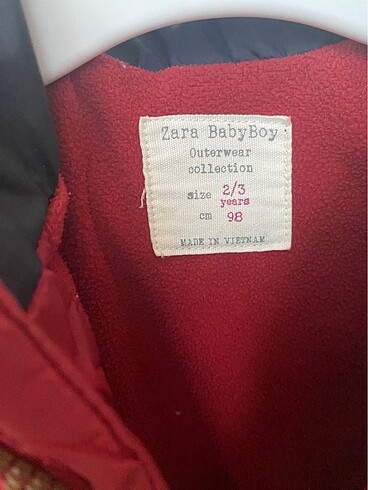 Zara BabyBoy
Outerwear
collection
size 2/3
years
cm 98
MADE IN VIETNAM